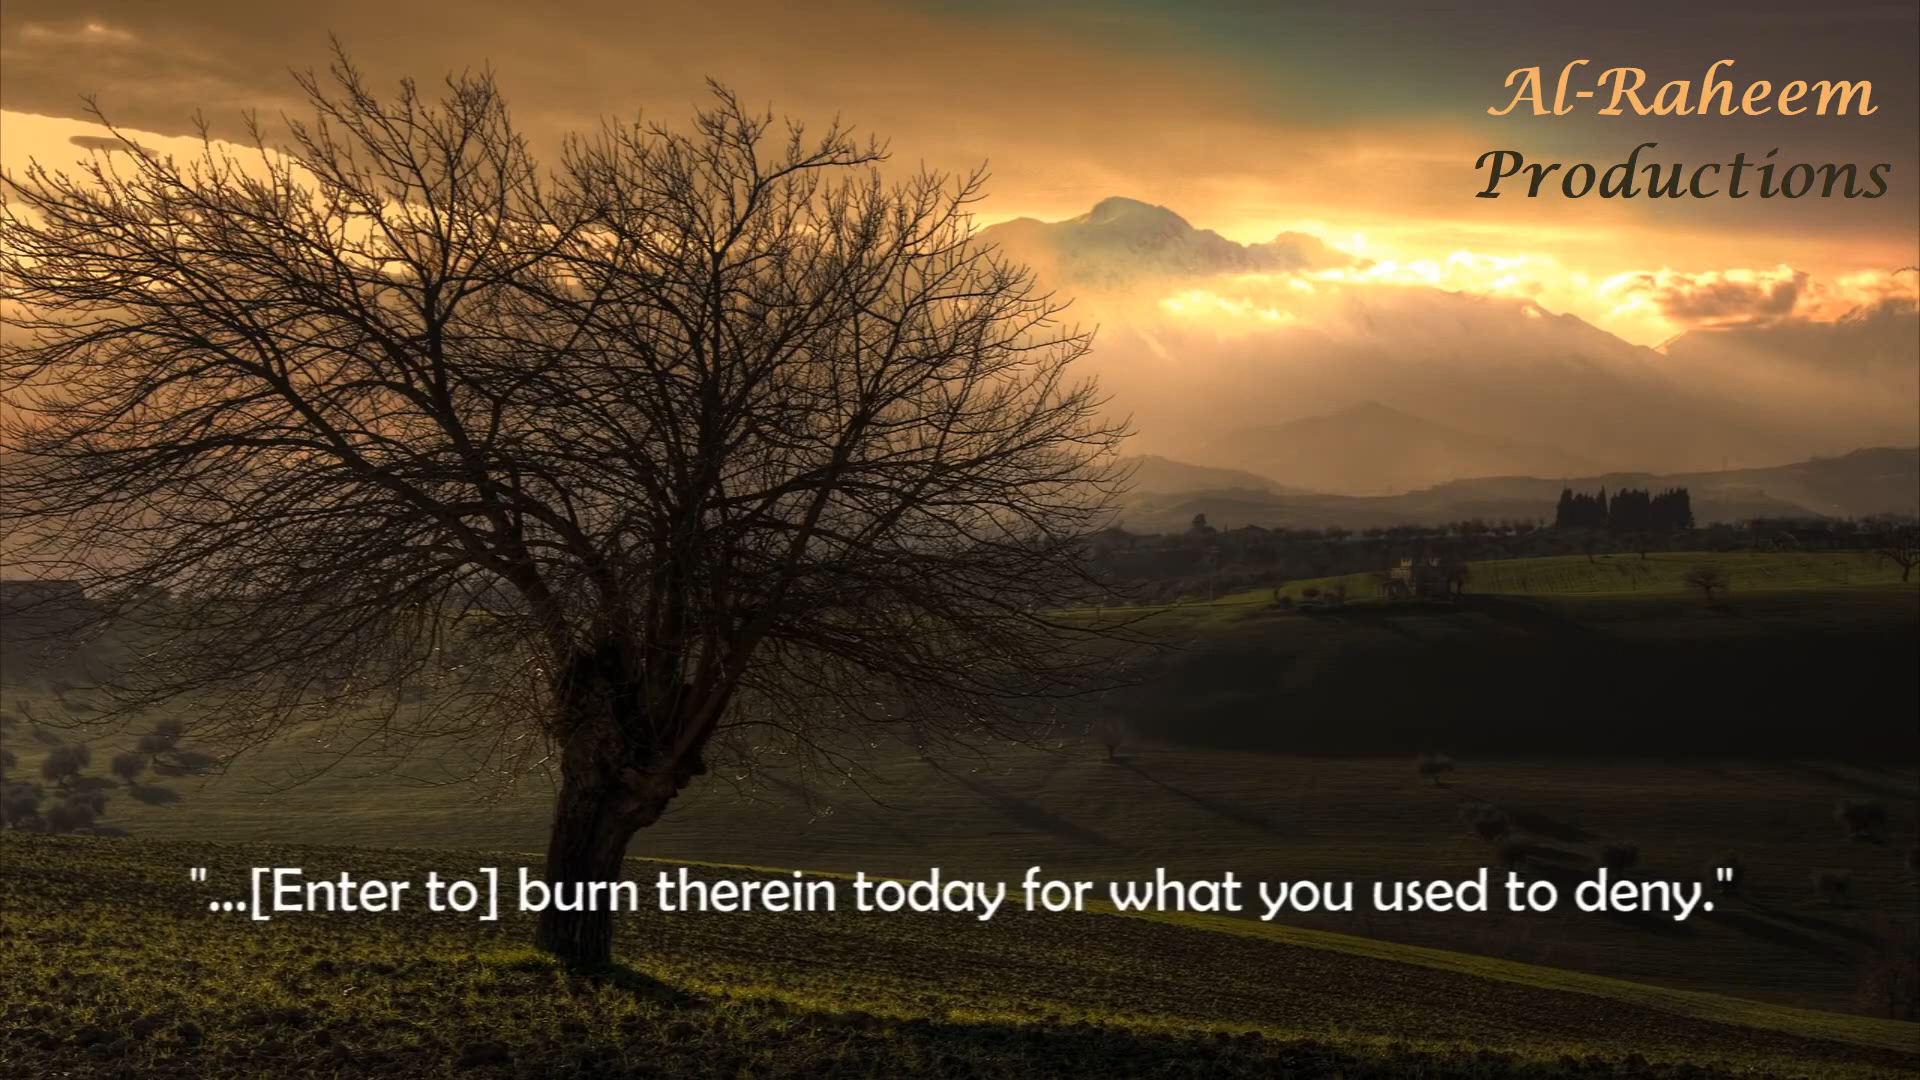 Al-Raheem
Productions
"...[Enter to] burn therein today for what you used to deny."